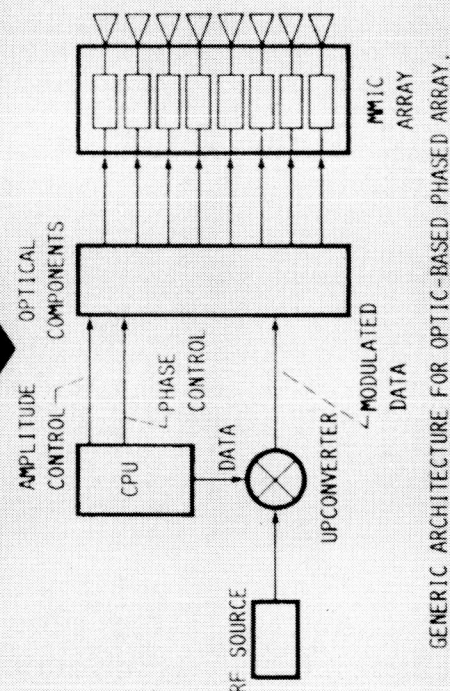 AMPLITUDE
CONTROL
OPTICAL
COMPONENTS
CPU
PHASE
CONTROL
DATA
RF SOURCE
UPCONVERTER
MODULATED
DATA
MMIC
ARRAY
GENERIC ARCHITECTURE FOR OPTIC-BASED PHASED ARRAY.